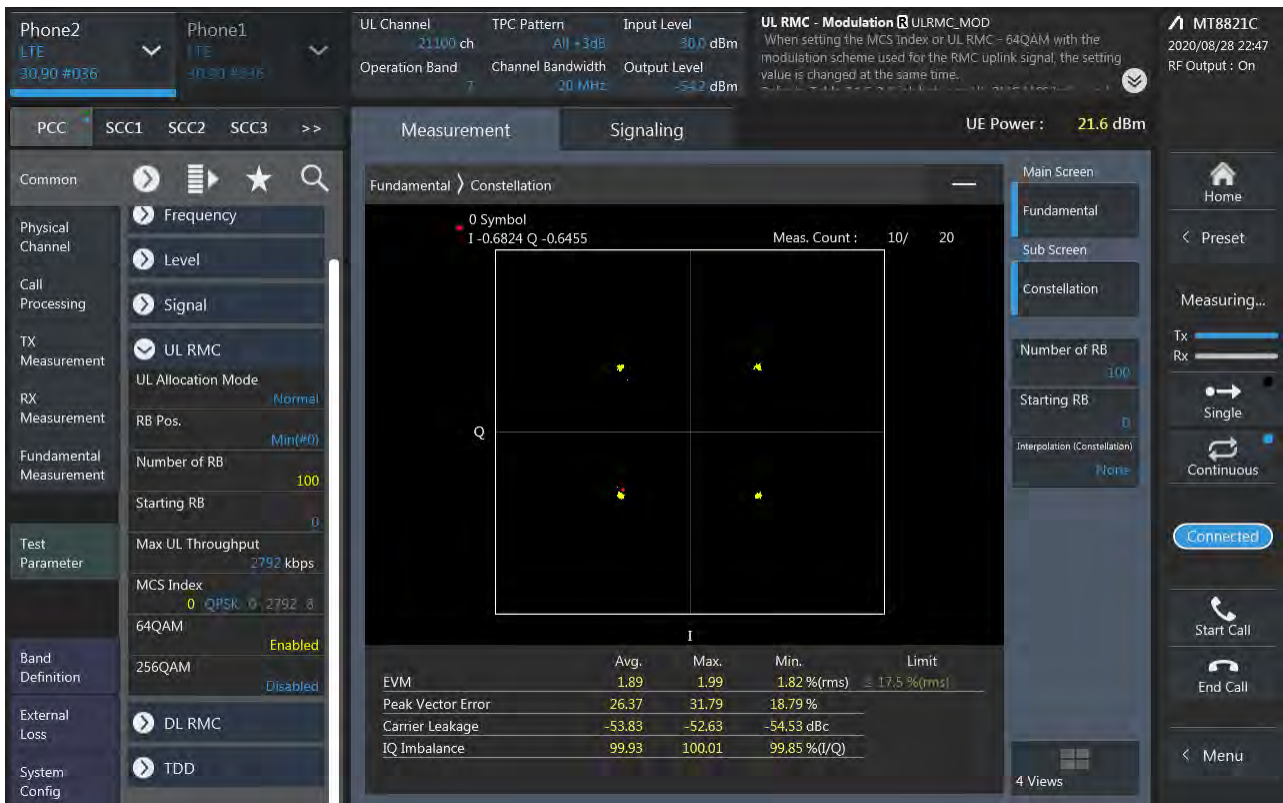 Phone2
LTE
30.90 #036
Phone1
LTE
30.90 #036
UL Channel
21100 ch
Operation Band
7
TPC Pattern
All +3dB
Channel Bandwidth
20 MHz
Input Level
30.0 dBm
Output Level
-54.2 dBm
UL RMC - Modulation R ULRMC_MOD
When setting the MCS Index or UL RMC - 64QAM with the
modulation scheme used for the RMC uplink signal, the setting
value is changed at the same time.
MT8821C
2020/08/28 22:47
RF Output : On
PCC
SCC1
SCC2
SCC3
>>
Measurement
Signaling
UE Power : 21.6 dBm
Common
Physical
Channel
Call
Processing
TX
Measurement
RX
Measurement
Fundamental
Measurement
Test
Parameter
Band
Definition
External
Loss
System
Config
Frequency
Level
Signal
UL RMC
UL Allocation Mode
Normal
RB Pos.
Min(#0)
Number of RB
100
Starting RB
0
Max UL Throughput
2792 kbps
MCS Index
0 QPSK 0 2792 8
64QAM
Enabled
256QAM
Disabled
DL RMC
TDD
Fundamental > Constellation
0 Symbol
I -0.6824 Q -0.6455
Meas. Count : 10/ 20
Q
I
Avg. Max. Min. Limit
EVM 1.89 1.99 1.82 %(rms) ≤ 17.5 %(rms)
Peak Vector Error 26.37 31.79 18.79 %
Carrier Leakage -53.83 -52.63 -54.53 dBc
IQ Imbalance 99.93 100.01 99.85 %(I/Q)
Main Screen
Fundamental
Sub Screen
Constellation
Number of RB
100
Starting RB
0
Interpolation (Constellation)
None
4 Views
Home
< Preset
Measuring...
Tx
Rx
Single
Continuous
Connected
Start Call
End Call
< Menu